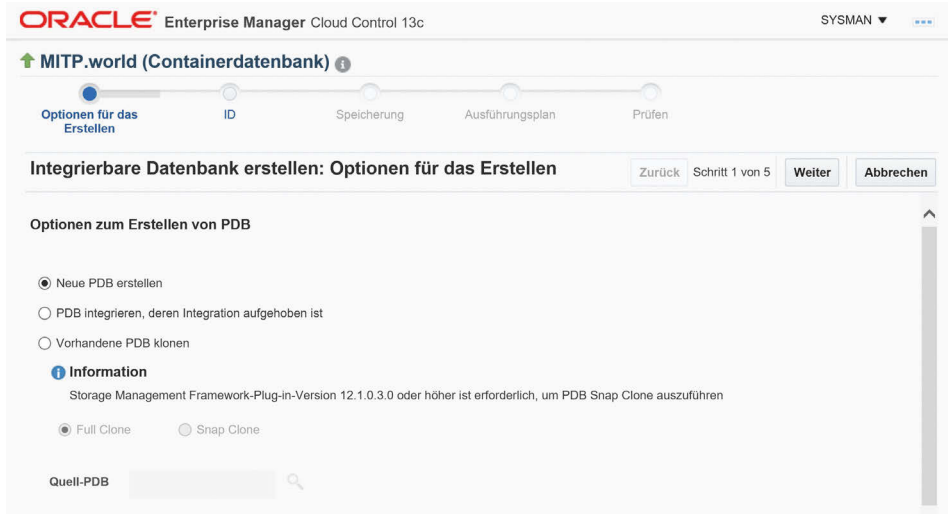 ORACLE® Enterprise Manager Cloud Control 13c
SYSMAN
MITP.world (Containerdatenbank)
Optionen für das
Erstellen
ID
Speicherung
Ausführungsplan
Prüfen
Integrierbare Datenbank erstellen: Optionen für das Erstellen
Zurück Schritt 1 von 5 Weiter Abbrechen
Optionen zum Erstellen von PDB
Neue PDB erstellen
PDB integrieren, deren Integration aufgehoben ist
Vorhandene PDB klonen
Information
Storage Management Framework-Plug-in-Version 12.1.0.3.0 oder höher ist erforderlich, um PDB Snap Clone auszuführen
Full Clone Snap Clone
Quell-PDB